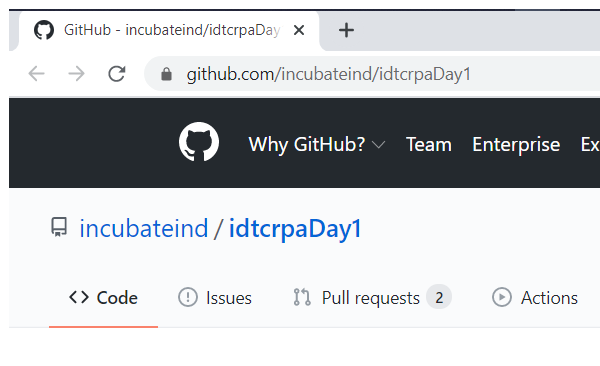 GitHub - incubateind/idtcrpaDay
github.com/incubateind/idtcrpaDay1
Why GitHub? Team Enterprise Ex
incubateind / idtcrpaDay1
Code Issues Pull requests 2 Actions